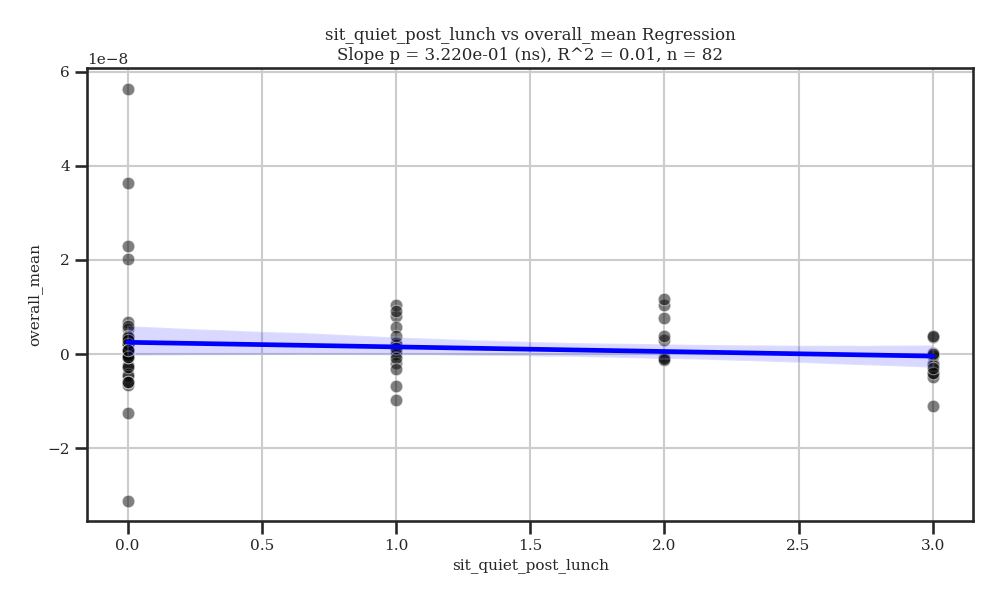 sit_quiet_post_lunch vs overall_mean Regression
Slope p = 3.220e-01 (ns), R^2 = 0.01, n = 82
1e−8
6
4
2
0
−2
overall_mean
0.0 0.5 1.0 1.5 2.0 2.5 3.0
sit_quiet_post_lunch